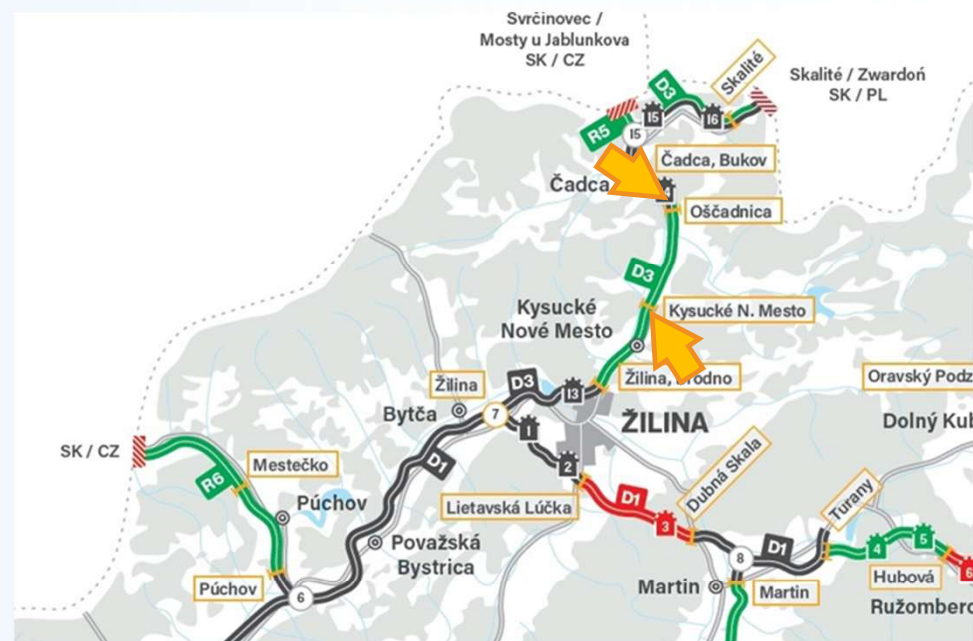 Svrčinovec /
Mosty u Jablunkova
SK / CZ
Skalité
Skalité / Zwardoń
SK / PL
D3
R5
I5
I5
I6
Čadca, Bukov
Čadca
Oščadnica
D3
Kysucké
Nové Mesto
Kysucké N. Mesto
Žilina
D3
I3
Žilina, Brodno
Oravský Podz
Bytča
7
1
ŽILINA
Dolný Kub
SK / CZ
Mestečko
R6
D1
2
Dubná Skala
Púchov
Lietavská Lúčka
D1
3
Turany
Považská
Bystrica
8
D1
4
5
Púchov
6
Martin
Martin
Hubová
6
Ružombero